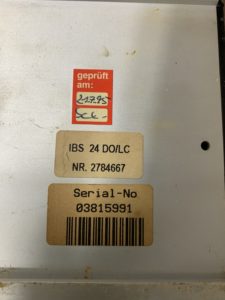 geprüft
am:
21.7.95
IBS 24 DO/LC
NR. 2784667
Serial-No
03815991